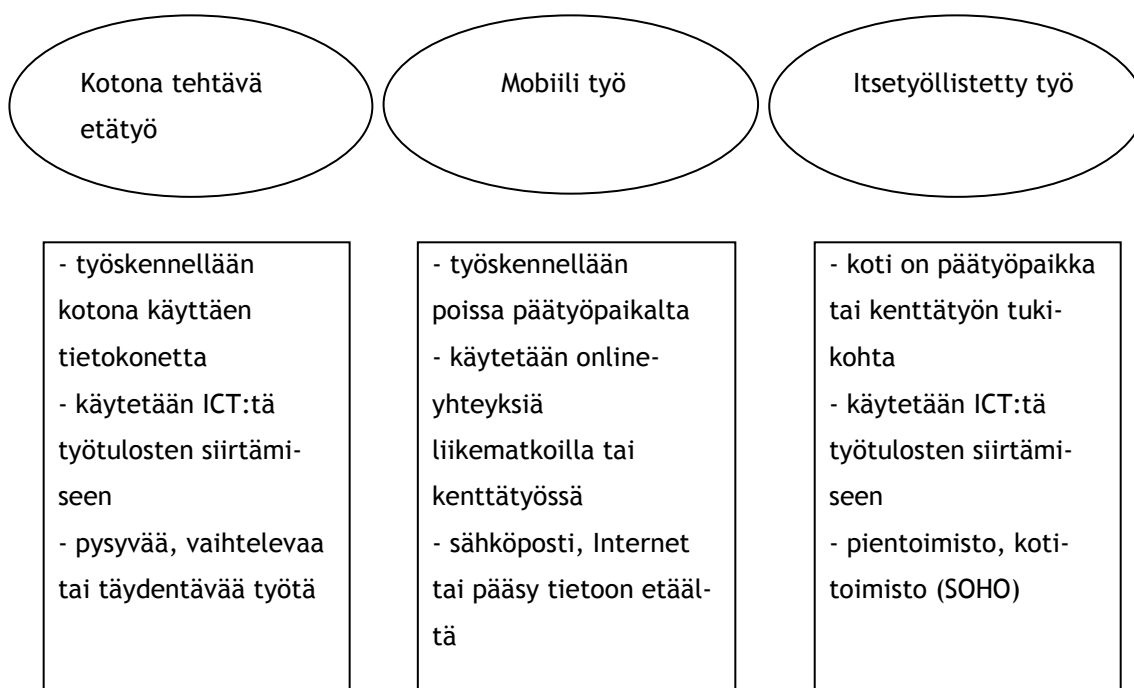 Kotona tehtävä
etätyö
Mobiili työ
Itsetyöllistetty työ
- työskennellään
kotona käyttäen
tietokonetta
- käytetään ICT:tä
työtulosten siirtämi-
seen
- pysyvää, vaihtelevaa
tai täydentävää työtä
- työskennellään
poissa päätyöpaikalta
- käytetään online-
yhteyksiä
liikematkoilla tai
kenttätyössä
- sähköposti, Internet
tai pääsy tietoon etääl-
tä
- koti on päätyöpaikka
tai kenttätyön tuki-
kohta
- käytetään ICT:tä
työtulosten siirtämi-
seen
- pientoimisto, koti-
toimisto (SOHO)